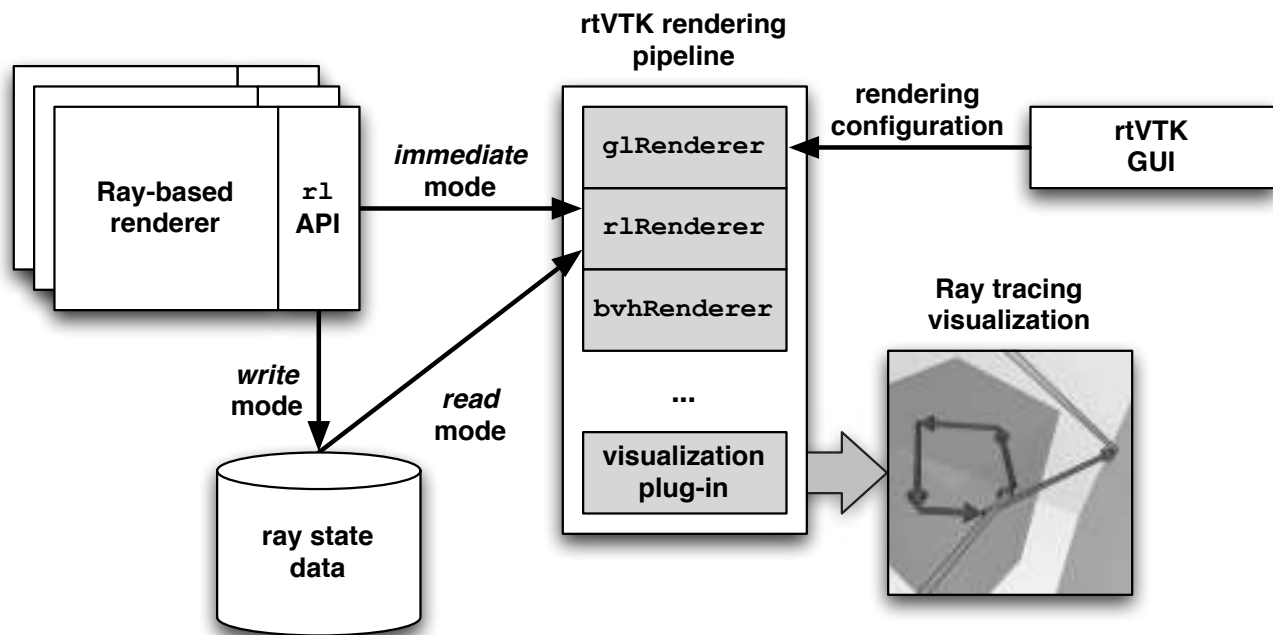 rtVTK rendering
pipeline
Ray-based
renderer
rl
API
immediate
mode
write
mode
read
mode
ray state
data
glRenderer
rlRenderer
bvhRenderer
...
visualization
plug-in
rendering
configuration
rtVTK
GUI
Ray tracing
visualization